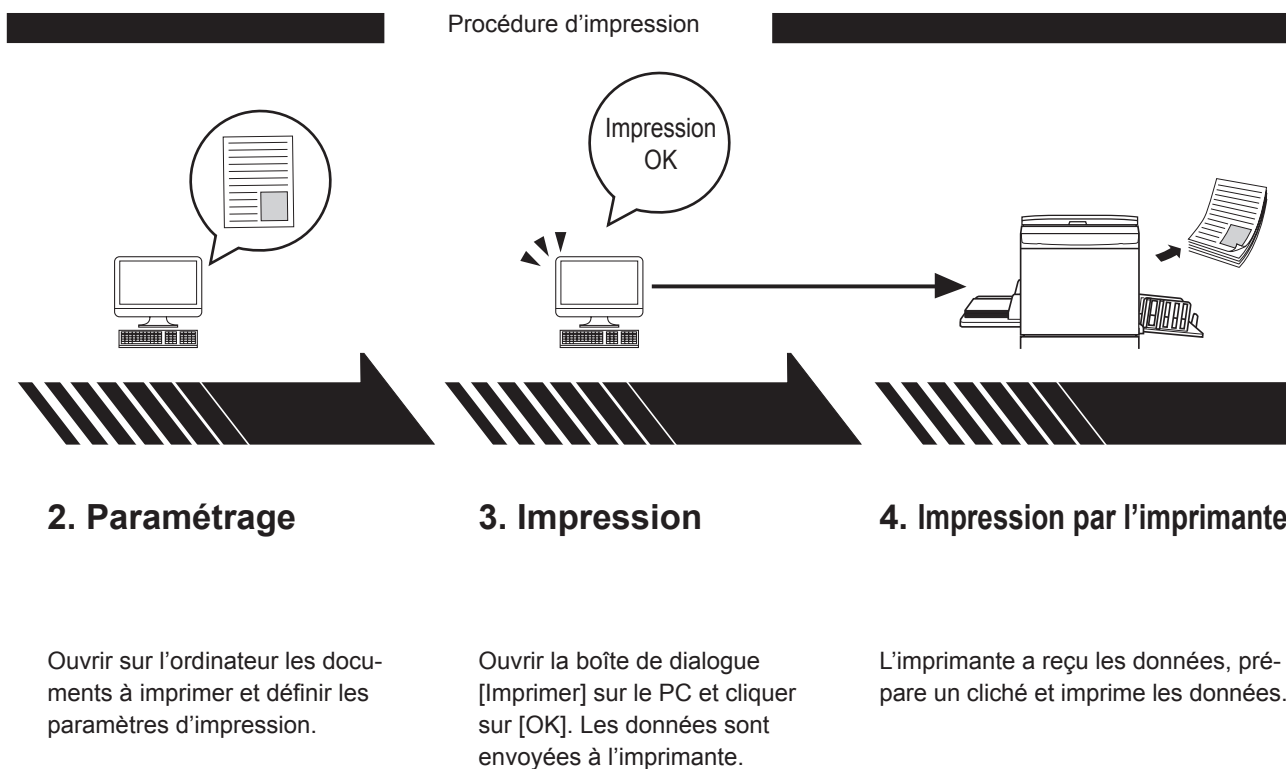 Procédure d’impression
Impression
OK
2. Paramétrage
Ouvrir sur l’ordinateur les docu-
ments à imprimer et définir les
paramètres d’impression.
3. Impression
Ouvrir la boîte de dialogue
[Imprimer] sur le PC et cliquer
sur [OK]. Les données sont
envoyées à l’imprimante.
4. Impression par l’imprimante
L’imprimante a reçu les données, pré-
pare un cliché et imprime les données.